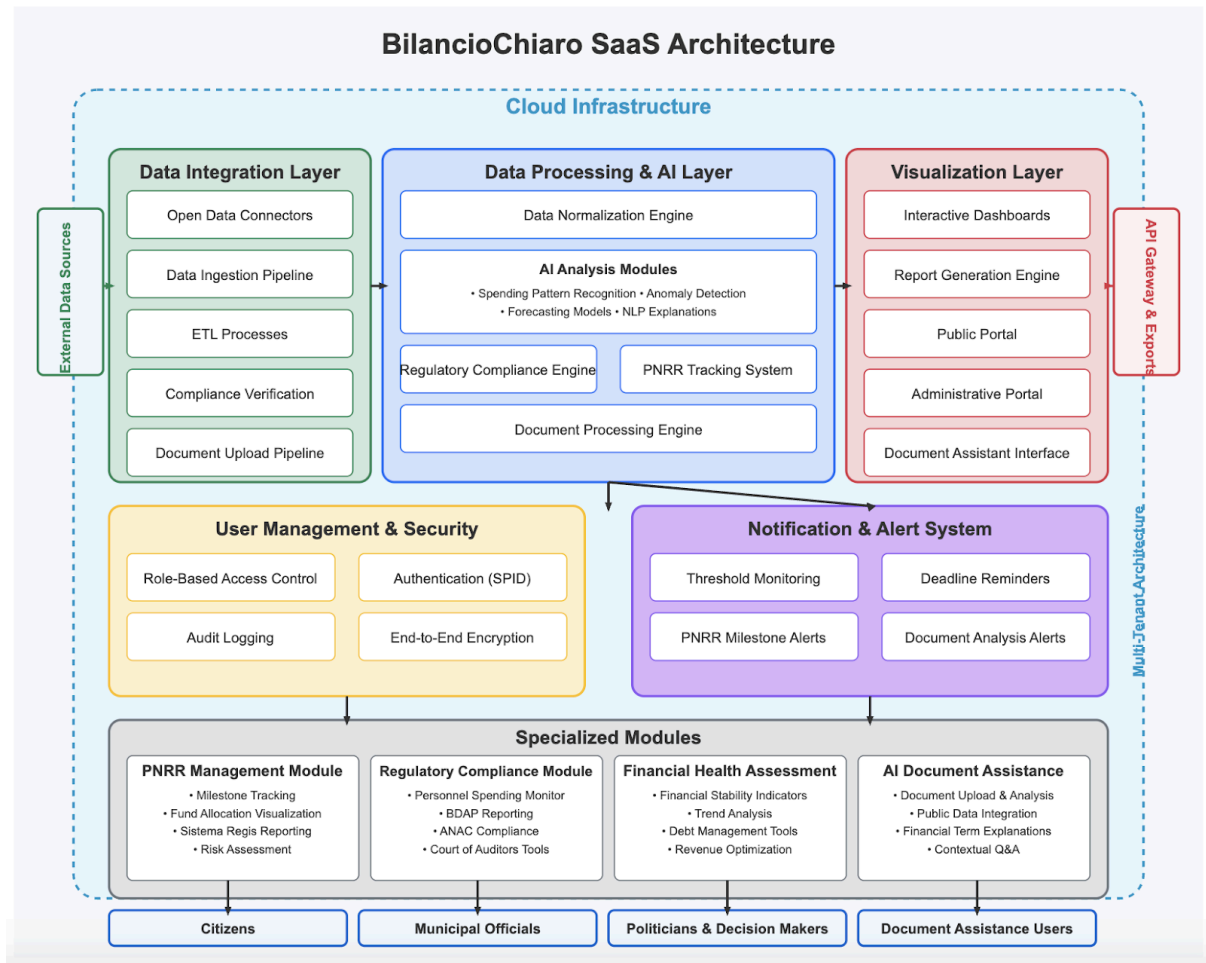 BilancioChiaro SaaS Architecture
Cloud Infrastructure
External Data Sources
Data Integration Layer
Open Data Connectors
Data Ingestion Pipeline
ETL Processes
Compliance Verification
Document Upload Pipeline
Data Processing & AI Layer
Data Normalization Engine
AI Analysis Modules
• Spending Pattern Recognition • Anomaly Detection
• Forecasting Models • NLP Explanations
Regulatory Compliance Engine
PNRR Tracking System
Document Processing Engine
Visualization Layer
Interactive Dashboards
Report Generation Engine
Public Portal
Administrative Portal
Document Assistant Interface
API Gateway & Exports
User Management & Security
Role-Based Access Control
Authentication (SPID)
Audit Logging
End-to-End Encryption
Notification & Alert System
Threshold Monitoring
Deadline Reminders
PNRR Milestone Alerts
Document Analysis Alerts
Multi-Tenant Architecture
Specialized Modules
PNRR Management Module
• Milestone Tracking
• Fund Allocation Visualization
• Sistema Regis Reporting
• Risk Assessment
Regulatory Compliance Module
• Personnel Spending Monitor
• BDAP Reporting
• ANAC Compliance
• Court of Auditors Tools
Financial Health Assessment
• Financial Stability Indicators
• Trend Analysis
• Debt Management Tools
• Revenue Optimization
AI Document Assistance
• Document Upload & Analysis
• Public Data Integration
• Financial Term Explanations
• Contextual Q&A
Citizens
Municipal Officials
Politicians & Decision Makers
Document Assistance Users